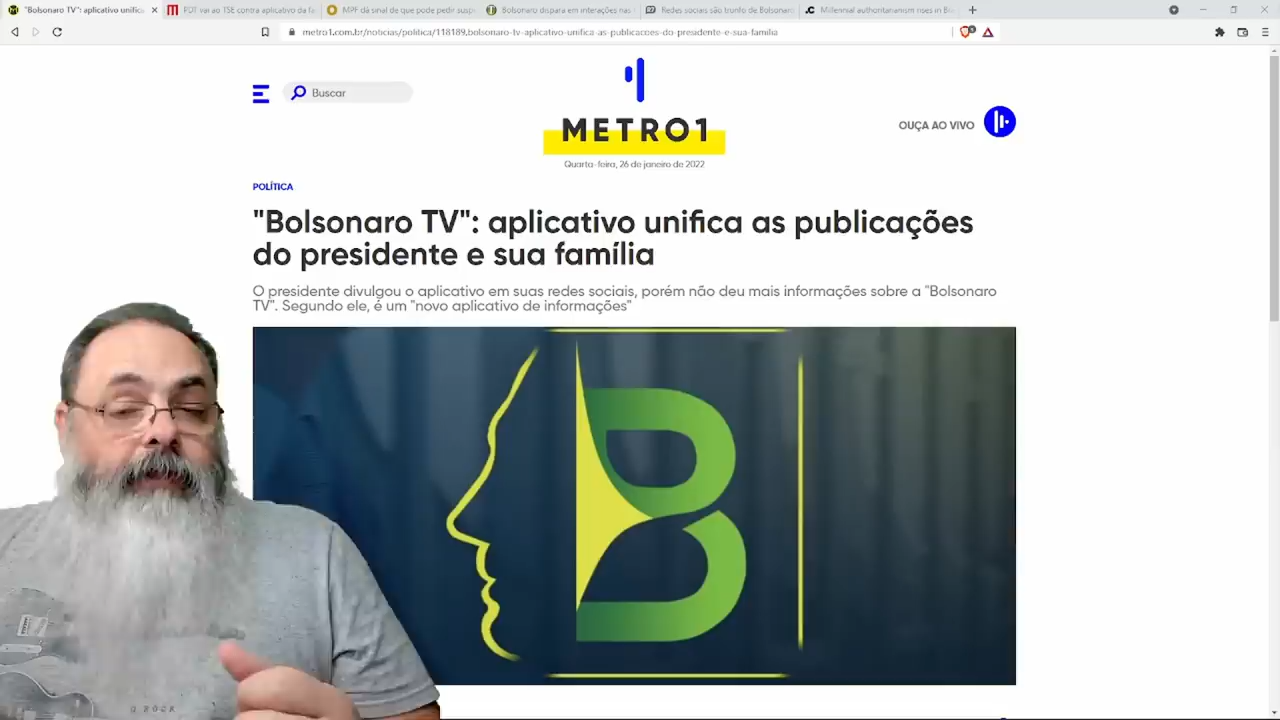 "Bolsonaro TV": aplicativo unifica
PDT vai ao TSE contra aplicativo da fa
MPF dá sinal de que pode pedir susp
Bolsonaro dispara em interações nas
Redes sociais são trunfo de Bolsonaro
Millennial authoritarianism rises in
metro1.com.br/noticias/politica/118189,bolsonaro-tv-aplicativo-unifica-as-publicacoes-do-presidente-e-sua-familia
Buscar
METRO1
OUÇA AO VIVO
Quarta-feira, 26 de janeiro de 2022
POLÍTICA
"Bolsonaro TV": aplicativo unifica as publicações
do presidente e sua família
O presidente divulgou o aplicativo em suas redes sociais, porém não deu mais informações sobre a "Bolsonaro
TV". Segundo ele, é um "novo aplicativo de informações"
B